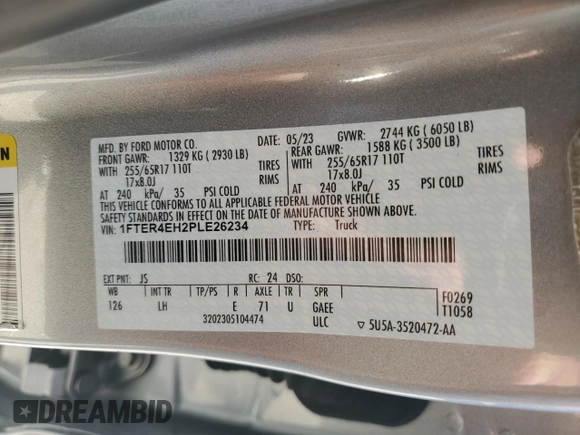 WN
MFD. BY FORD MOTOR CO.
DATE: 05/23 GVWR: 2744 KG ( 6050 LB)
FRONT GAWR: 1329 KG ( 2930 LB) REAR GAWR: 1588 KG ( 3500 LB)
WITH 255/65R17 110T TIRES WITH 255/65R17 110T TIRES
17x8.0J RIMS 17x8.0J RIMS
AT 240 kPa/ 35 PSI COLD AT 240 kPa/ 35 PSI COLD
THIS VEHICLE CONFORMS TO ALL APPLICABLE FEDERAL MOTOR VEHICLE
SAFETY STANDARDS IN EFFECT ON THE DATE OF MANUFACTURE SHOWN ABOVE
VIN: 1FTER4EH2PLE26234 TYPE: Truck
EXT PNT: JS RC: 24 DSO:
WB INT TR TP/PS R AXLE TR SPR F0269
126 LH E 71 U GAEE T1058
3202305104474 ULC ▽ 5U5A-3520472-AA
DREAMBID